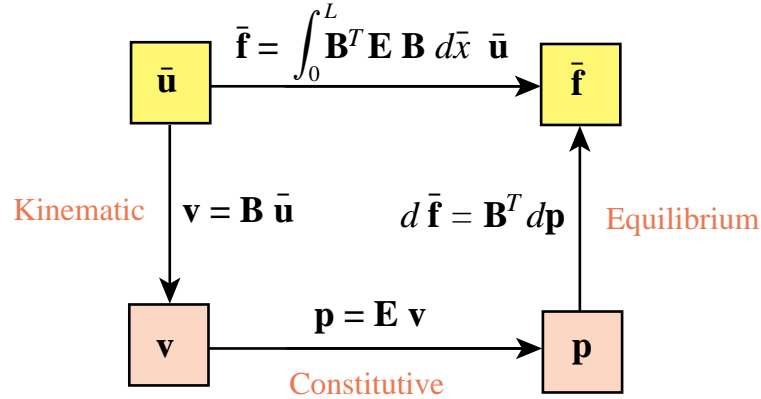 f̄ = ∫₀ᴸ Bᵀ E B dx̄ ū
ū
f̄
Kinematic
v = B ū
d f̄ = Bᵀ dp
Equilibrium
p = E v
v
p
Constitutive